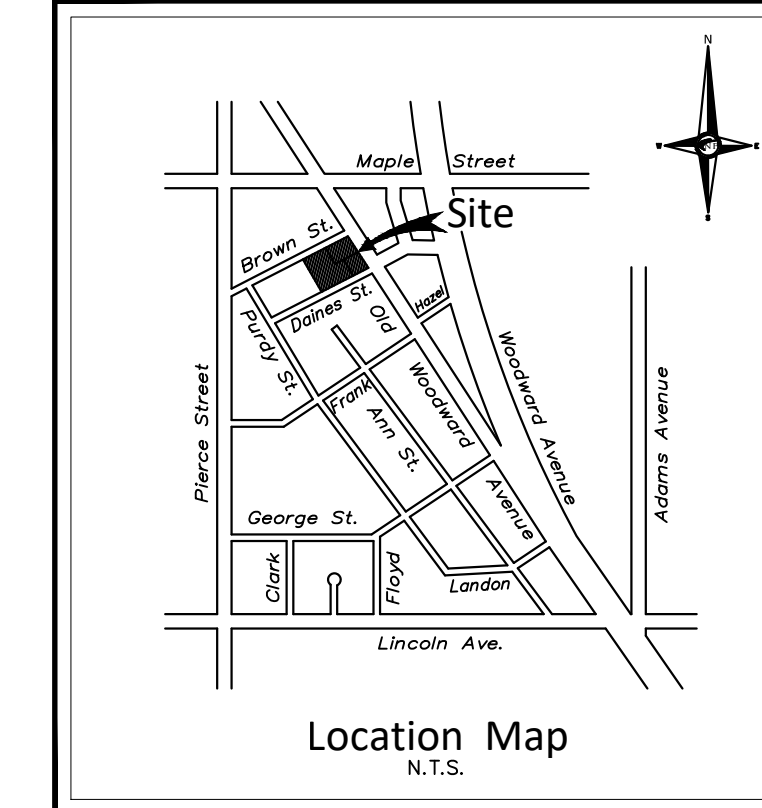 N
W
E
S
Maple Street
Site
Brown St.
Daines St.
Hazel
Old
Woodward
Avenue
Purdy St.
Frank
Ann St.
Woodward Avenue
Pierce Street
Adams Avenue
George St.
Clark
Floyd
Landon
Lincoln Ave.
Location Map
N.T.S.